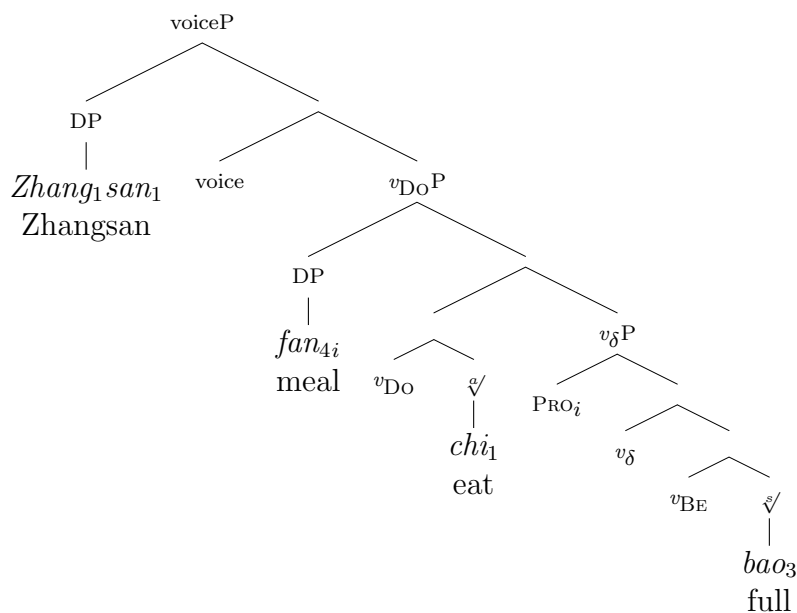 voiceP
DP
voice
vDoP
Zhang1san1
Zhangsan
DP
fan4i
meal
vDo
a√
vδP
chi1
eat
PROi
vδ
vBE
s√
bao3
full